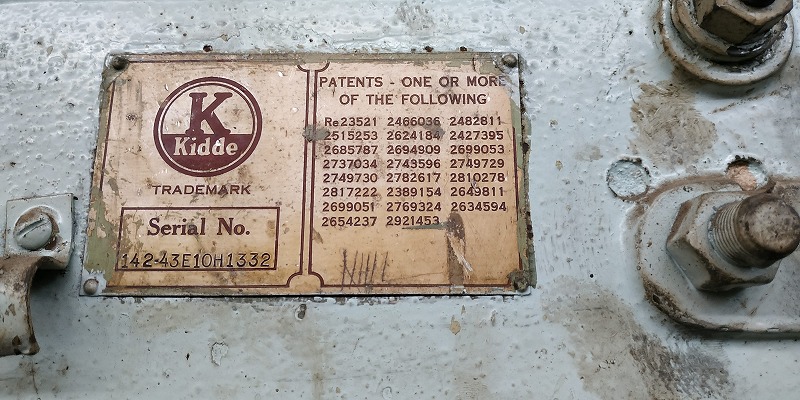 K
Kidde
TRADEMARK
Serial No.
142-43E10H1332
PATENTS - ONE OR MORE
OF THE FOLLOWING
Re23521 2466036 2482811
2515253 2624184 2427395
2685787 2694909 2699053
2737034 2743596 2749729
2749730 2782617 2810278
2817222 2389154 2649811
2699051 2769324 2634594
2654237 2921453